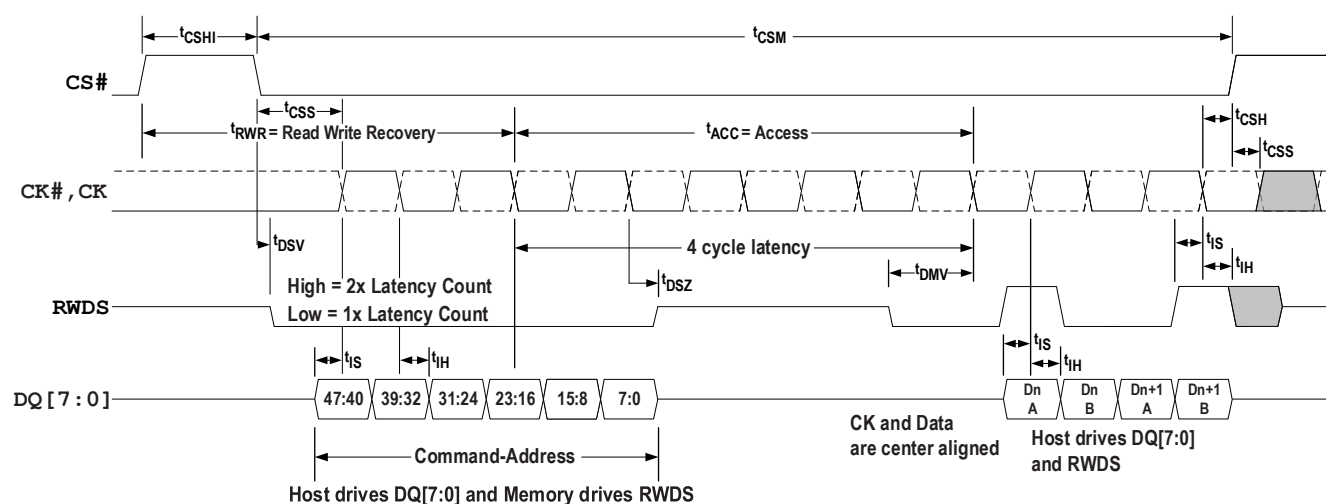 tCSHI
tCSM
CS#
tCSS
tRWR = Read Write Recovery
tACC = Access
tCSH
tCSS
CK#,CK
tDSV
4 cycle latency
tIS
tIH
High = 2x Latency Count
Low = 1x Latency Count
tDSZ
tDMV
RWDS
tIS
tIH
tIS
tIH
DQ[7:0]
47:40
39:32
31:24
23:16
15:8
7:0
Dn
A
Dn
B
Dn+1
A
Dn+1
B
CK and Data
are center aligned
Host drives DQ[7:0]
and RWDS
Command-Address
Host drives DQ[7:0] and Memory drives RWDS